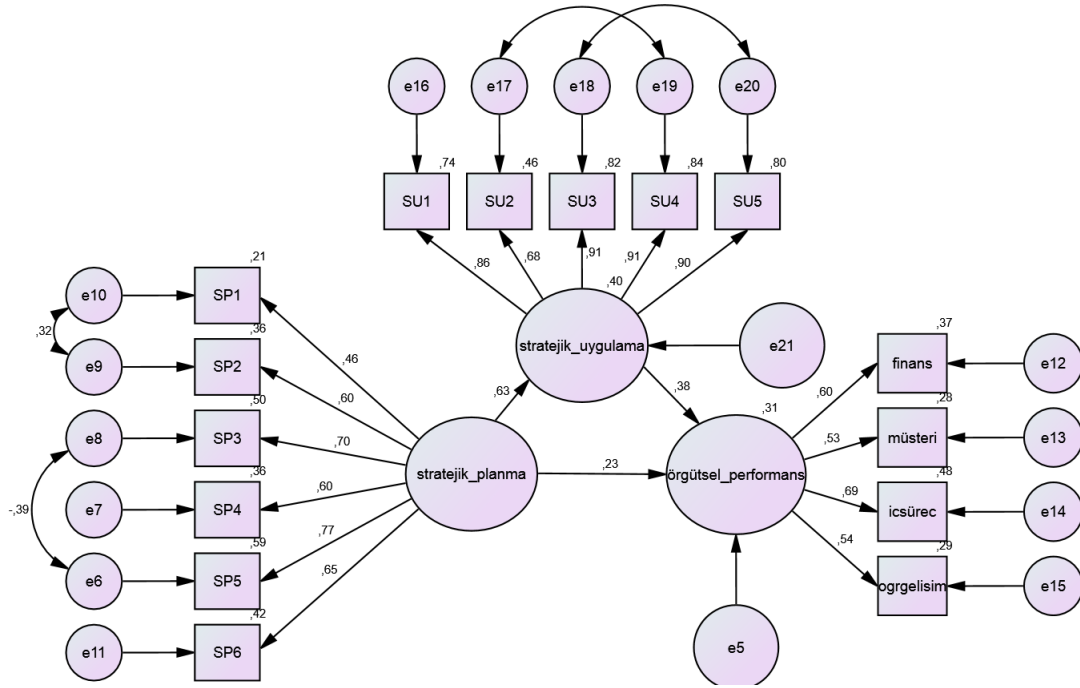 e16 e17 e18 e19 e20
,74 ,46 ,82 ,84 ,80
SU1 SU2 SU3 SU4 SU5
,86 ,68 ,91 ,91 ,90
,40
stratejik_uygulama
e21
,21
e10 SP1
,32
,36
e9 SP2
,46
,60
,50
e8 SP3
,70
,36
e7 SP4
,60
-,39
,59
e6 SP5
,77
,42
e11 SP6
,65
stratejik_planma
,63
,38
,23
,31
örgütsel_performans
e5
,37
finans e12
,60
,28
müsteri e13
,53
,48
icsürec e14
,69
,29
ogrgelisim e15
,54